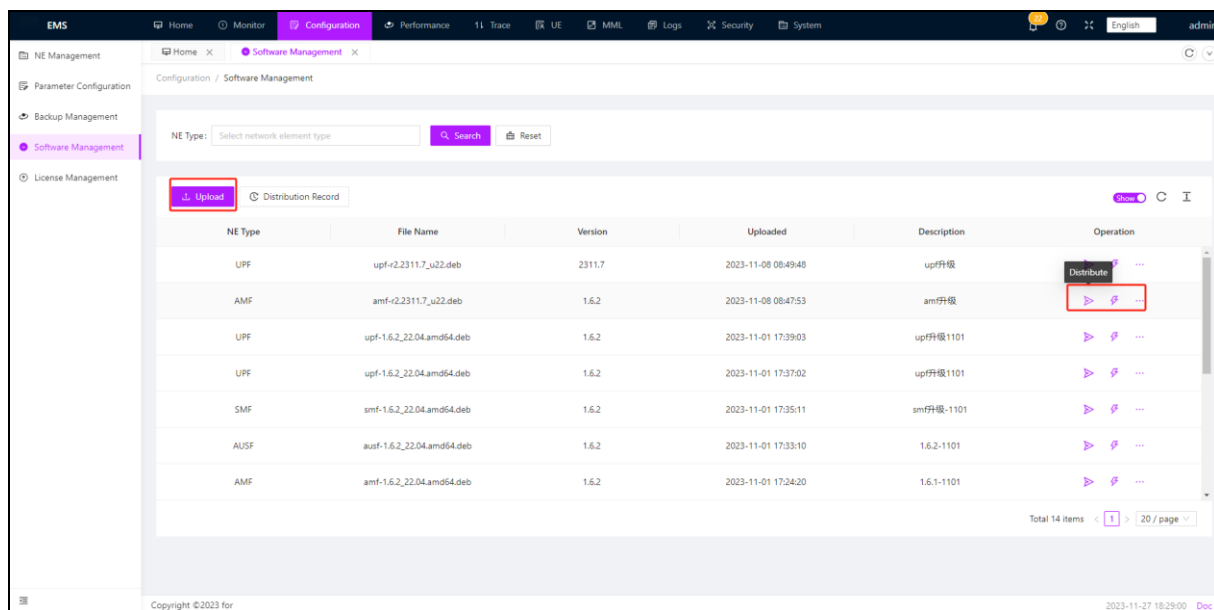 EMS Home Monitor Configuration Performance Trace UE MML Logs Security System 22 English admin
NE Management
Parameter Configuration
Backup Management
Software Management
License Management
Home Software Management
Configuration / Software Management
NE Type: Select network element type Search Reset
Upload Distribution Record Show
NE Type File Name Version Uploaded Description Operation
UPF upf-r2.2311.7_u22.deb 2311.7 2023-11-08 08:49:48 upf升级
Distribute
AMF amf-r2.2311.7_u22.deb 1.6.2 2023-11-08 08:47:53 amf升级
UPF upf-1.6.2_22.04.amd64.deb 1.6.2 2023-11-01 17:39:03 upf升级1101
UPF upf-1.6.2_22.04.amd64.deb 1.6.2 2023-11-01 17:37:02 upf升级1101
SMF smf-1.6.2_22.04.amd64.deb 1.6.2 2023-11-01 17:35:11 smf升级-1101
AUSF ausf-1.6.2_22.04.amd64.deb 1.6.2 2023-11-01 17:33:10 1.6.2-1101
AMF amf-1.6.2_22.04.amd64.deb 1.6.2 2023-11-01 17:24:20 1.6.1-1101
Total 14 items < 1 > 20 / page
Copyright ©2023 for 2023-11-27 18:29:00 Doc